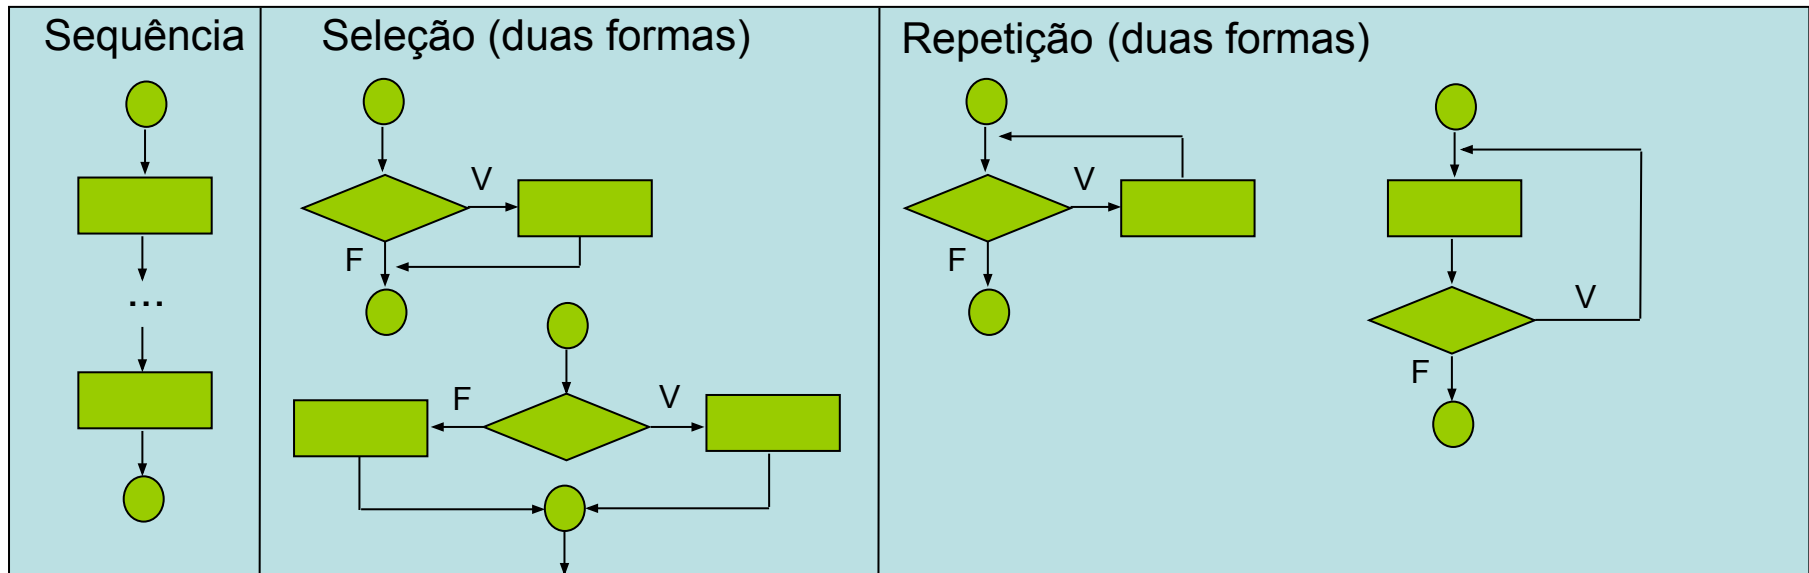 Sequência
...
Seleção (duas formas)
V
F
F
V
Repetição (duas formas)
V
F
V
F